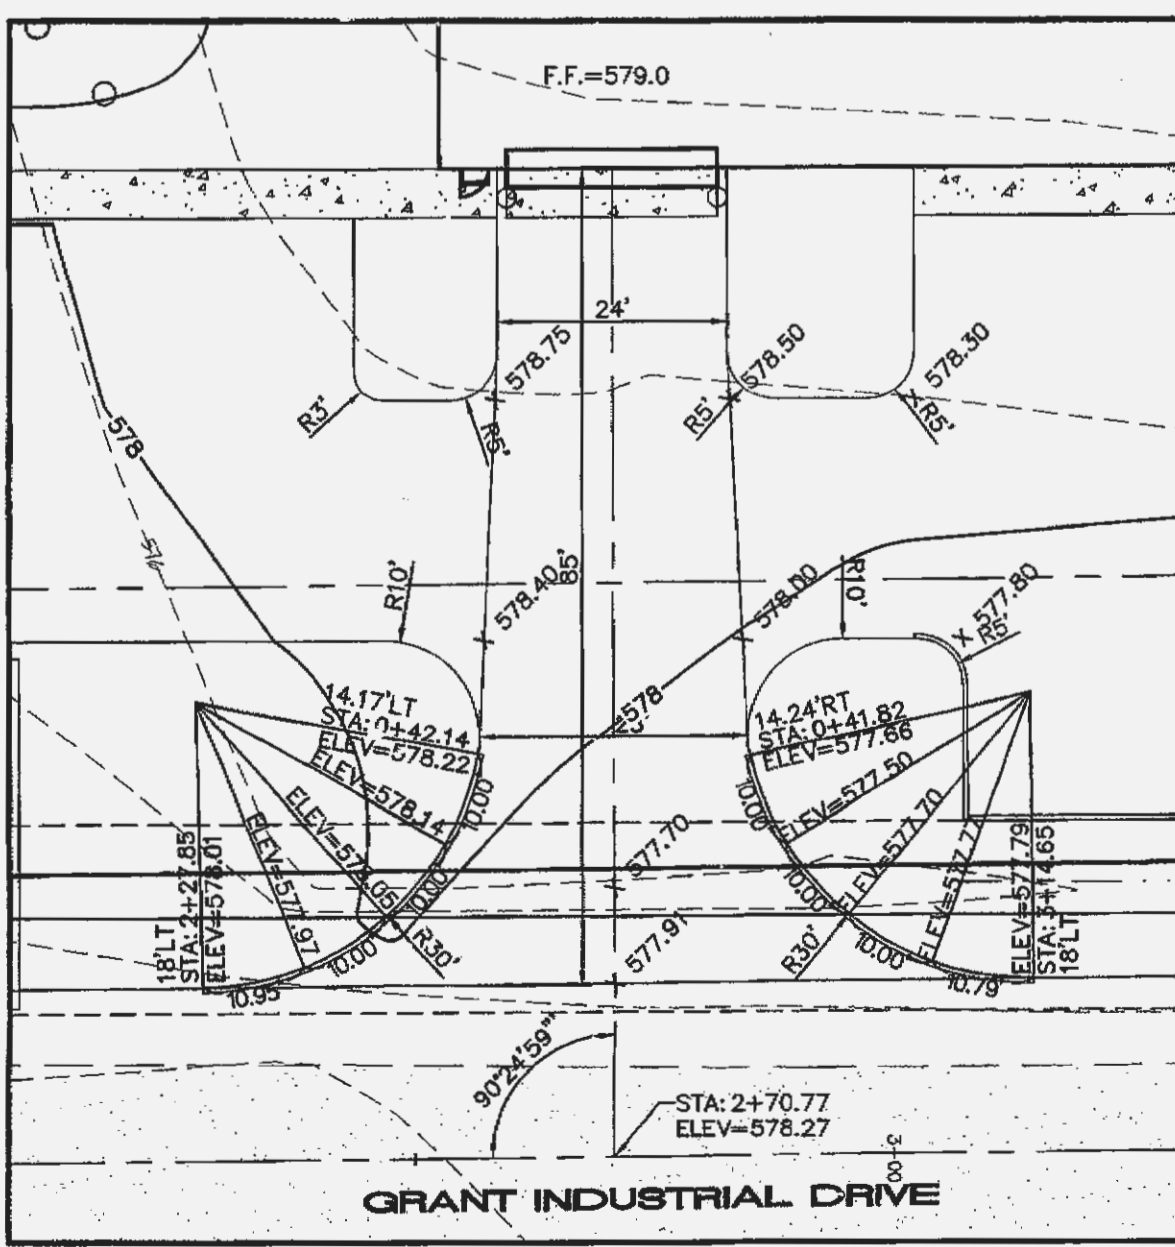 F.F.=579.0
24'
578.75
578.50
578.30
R3'
R5'
R5'
R5'
578
576
85'
R10'
578.40
578.00
R10'
577.80
R5'
14.17'LT
STA: 0+42.14
ELEV=578.22
ELEV=578.14
578
14.24'RT
STA: 0+41.82
ELEV=577.66
ELEV=577.50
ELEV=577.70
ELEV=577.77
10.00
10.00
10.00
10.95
10.00
10.00
10.00
10.79'
18'LT
STA: 2+27.85
ELEV=578.01
ELEV=577.97
R30'
577.70
577.91
R30'
ELEV=577.79
STA: 3+14.65
18'LT
90°24'59"
STA: 2+70.77
ELEV=578.27
3+00
GRANT INDUSTRIAL DRIVE